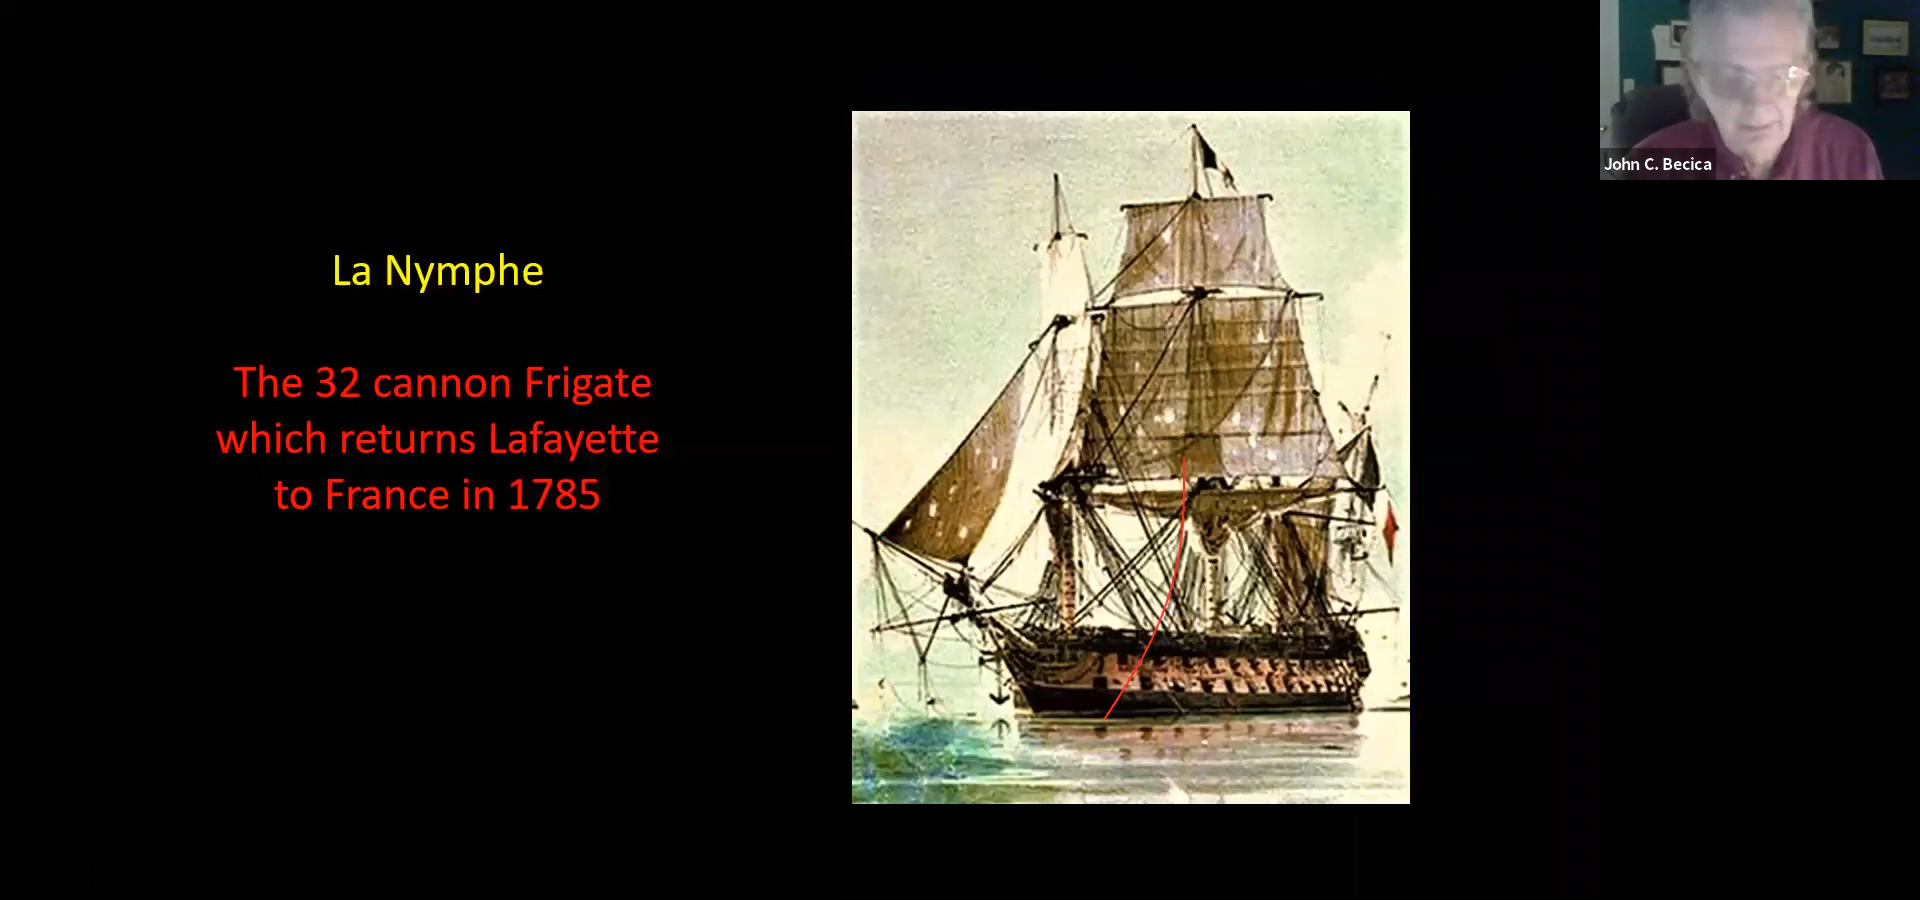 La Nymphe
The 32 cannon Frigate
which returns Lafayette
to France in 1785
John C. Becica